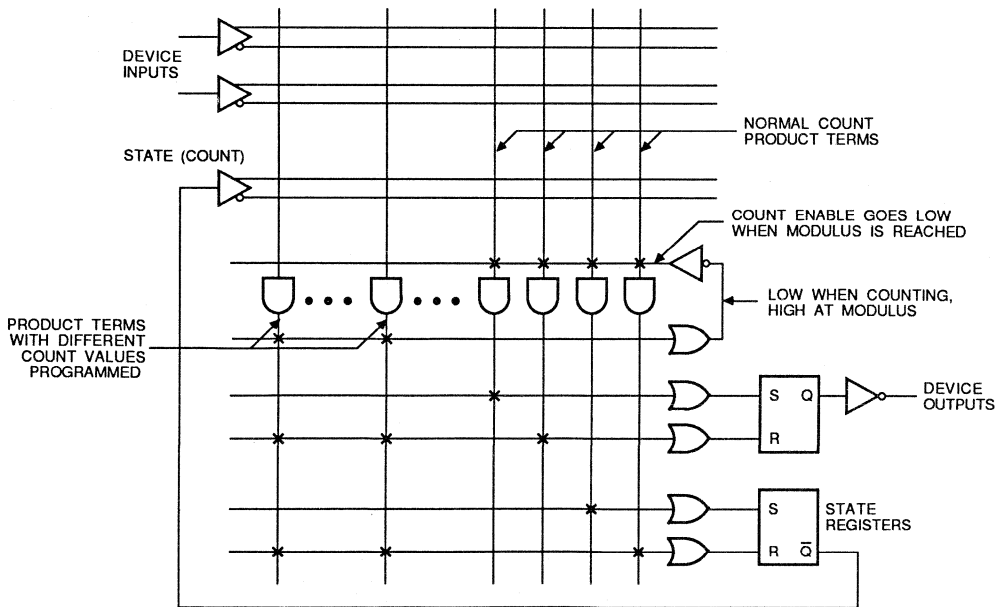 DEVICE
INPUTS
NORMAL COUNT
PRODUCT TERMS
STATE (COUNT)
COUNT ENABLE GOES LOW
WHEN MODULUS IS REACHED
LOW WHEN COUNTING,
HIGH AT MODULUS
PRODUCT TERMS
WITH DIFFERENT
COUNT VALUES
PROGRAMMED
S Q
R
DEVICE
OUTPUTS
S
R Q̅
STATE
REGISTERS